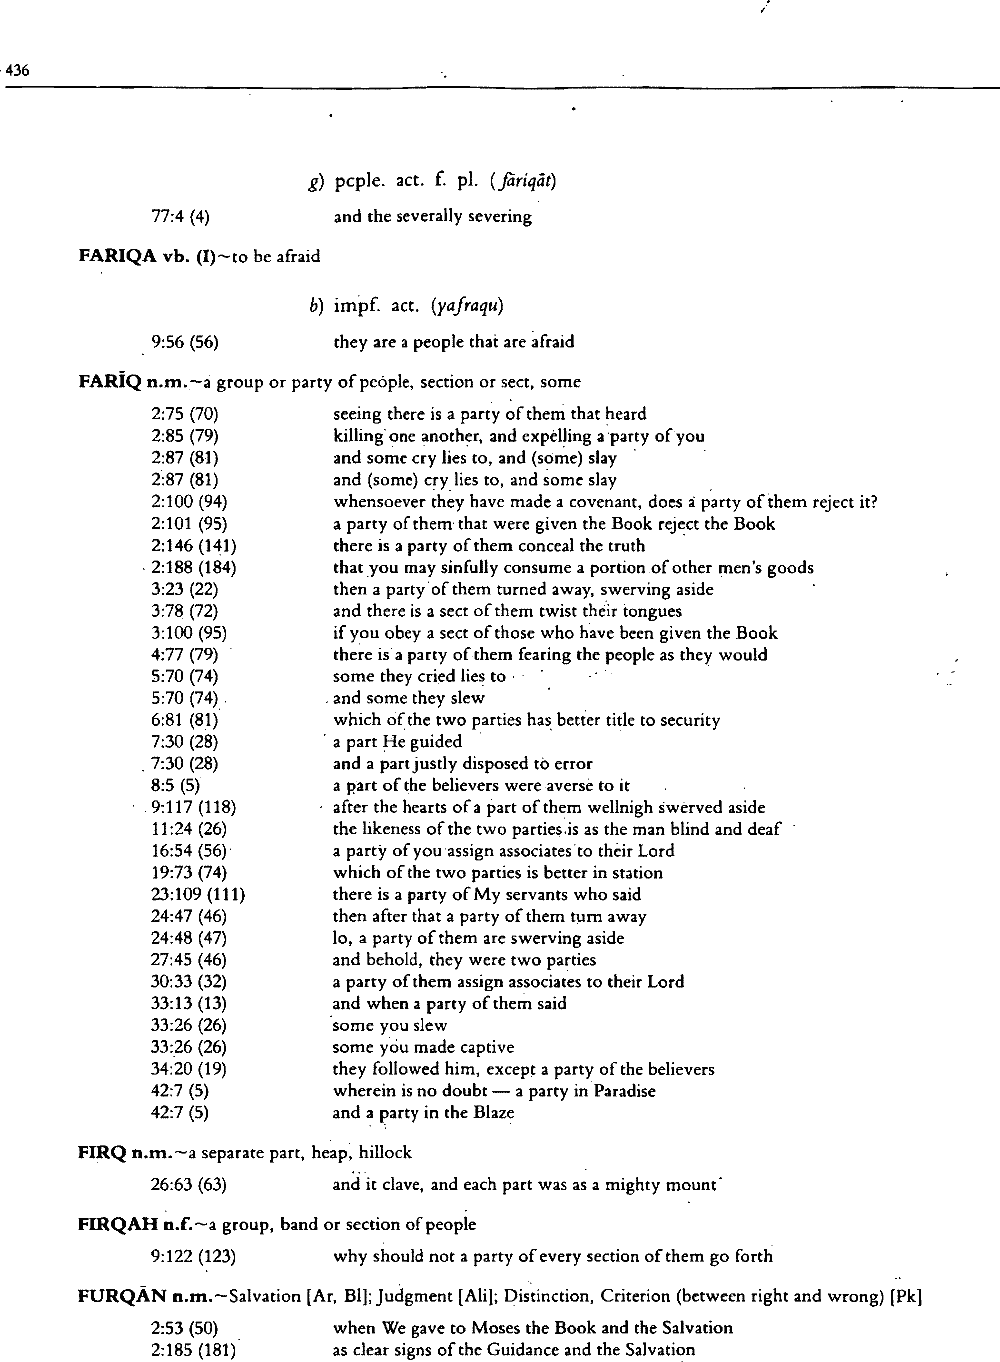 436
g) pcple. act. f. pl. (fāriqāt)
77:4 (4) and the severally severing
FARIQA vb. (I)~to be afraid
b) impf. act. (yafraqu)
9:56 (56) they are a people that are afraid
FARĪQ n.m.~a group or party of people, section or sect, some
2:75 (70) seeing there is a party of them that heard
2:85 (79) killing one another, and expelling a party of you
2:87 (81) and some cry lies to, and (some) slay
2:87 (81) and (some) cry lies to, and some slay
2:100 (94) whensoever they have made a covenant, does a party of them reject it?
2:101 (95) a party of them that were given the Book reject the Book
2:146 (141) there is a party of them conceal the truth
2:188 (184) that you may sinfully consume a portion of other men's goods
3:23 (22) then a party of them turned away, swerving aside
3:78 (72) and there is a sect of them twist their tongues
3:100 (95) if you obey a sect of those who have been given the Book
4:77 (79) there is a party of them fearing the people as they would
5:70 (74) some they cried lies to
5:70 (74) and some they slew
6:81 (81) which of the two parties has better title to security
7:30 (28) a part He guided
7:30 (28) and a part justly disposed to error
8:5 (5) a part of the believers were averse to it
9:117 (118) after the hearts of a part of them wellnigh swerved aside
11:24 (26) the likeness of the two parties is as the man blind and deaf
16:54 (56) a party of you assign associates to their Lord
19:73 (74) which of the two parties is better in station
23:109 (111) there is a party of My servants who said
24:47 (46) then after that a party of them turn away
24:48 (47) lo, a party of them are swerving aside
27:45 (46) and behold, they were two parties
30:33 (32) a party of them assign associates to their Lord
33:13 (13) and when a party of them said
33:26 (26) some you slew
33:26 (26) some you made captive
34:20 (19) they followed him, except a party of the believers
42:7 (5) wherein is no doubt — a party in Paradise
42:7 (5) and a party in the Blaze
FIRQ n.m.~a separate part, heap, hillock
26:63 (63) and it clave, and each part was as a mighty mount
FIRQAH n.f.~a group, band or section of people
9:122 (123) why should not a party of every section of them go forth
FURQĀN n.m.~Salvation [Ar, Bl]; Judgment [Ali]; Distinction, Criterion (between right and wrong) [Pk]
2:53 (50) when We gave to Moses the Book and the Salvation
2:185 (181) as clear signs of the Guidance and the Salvation